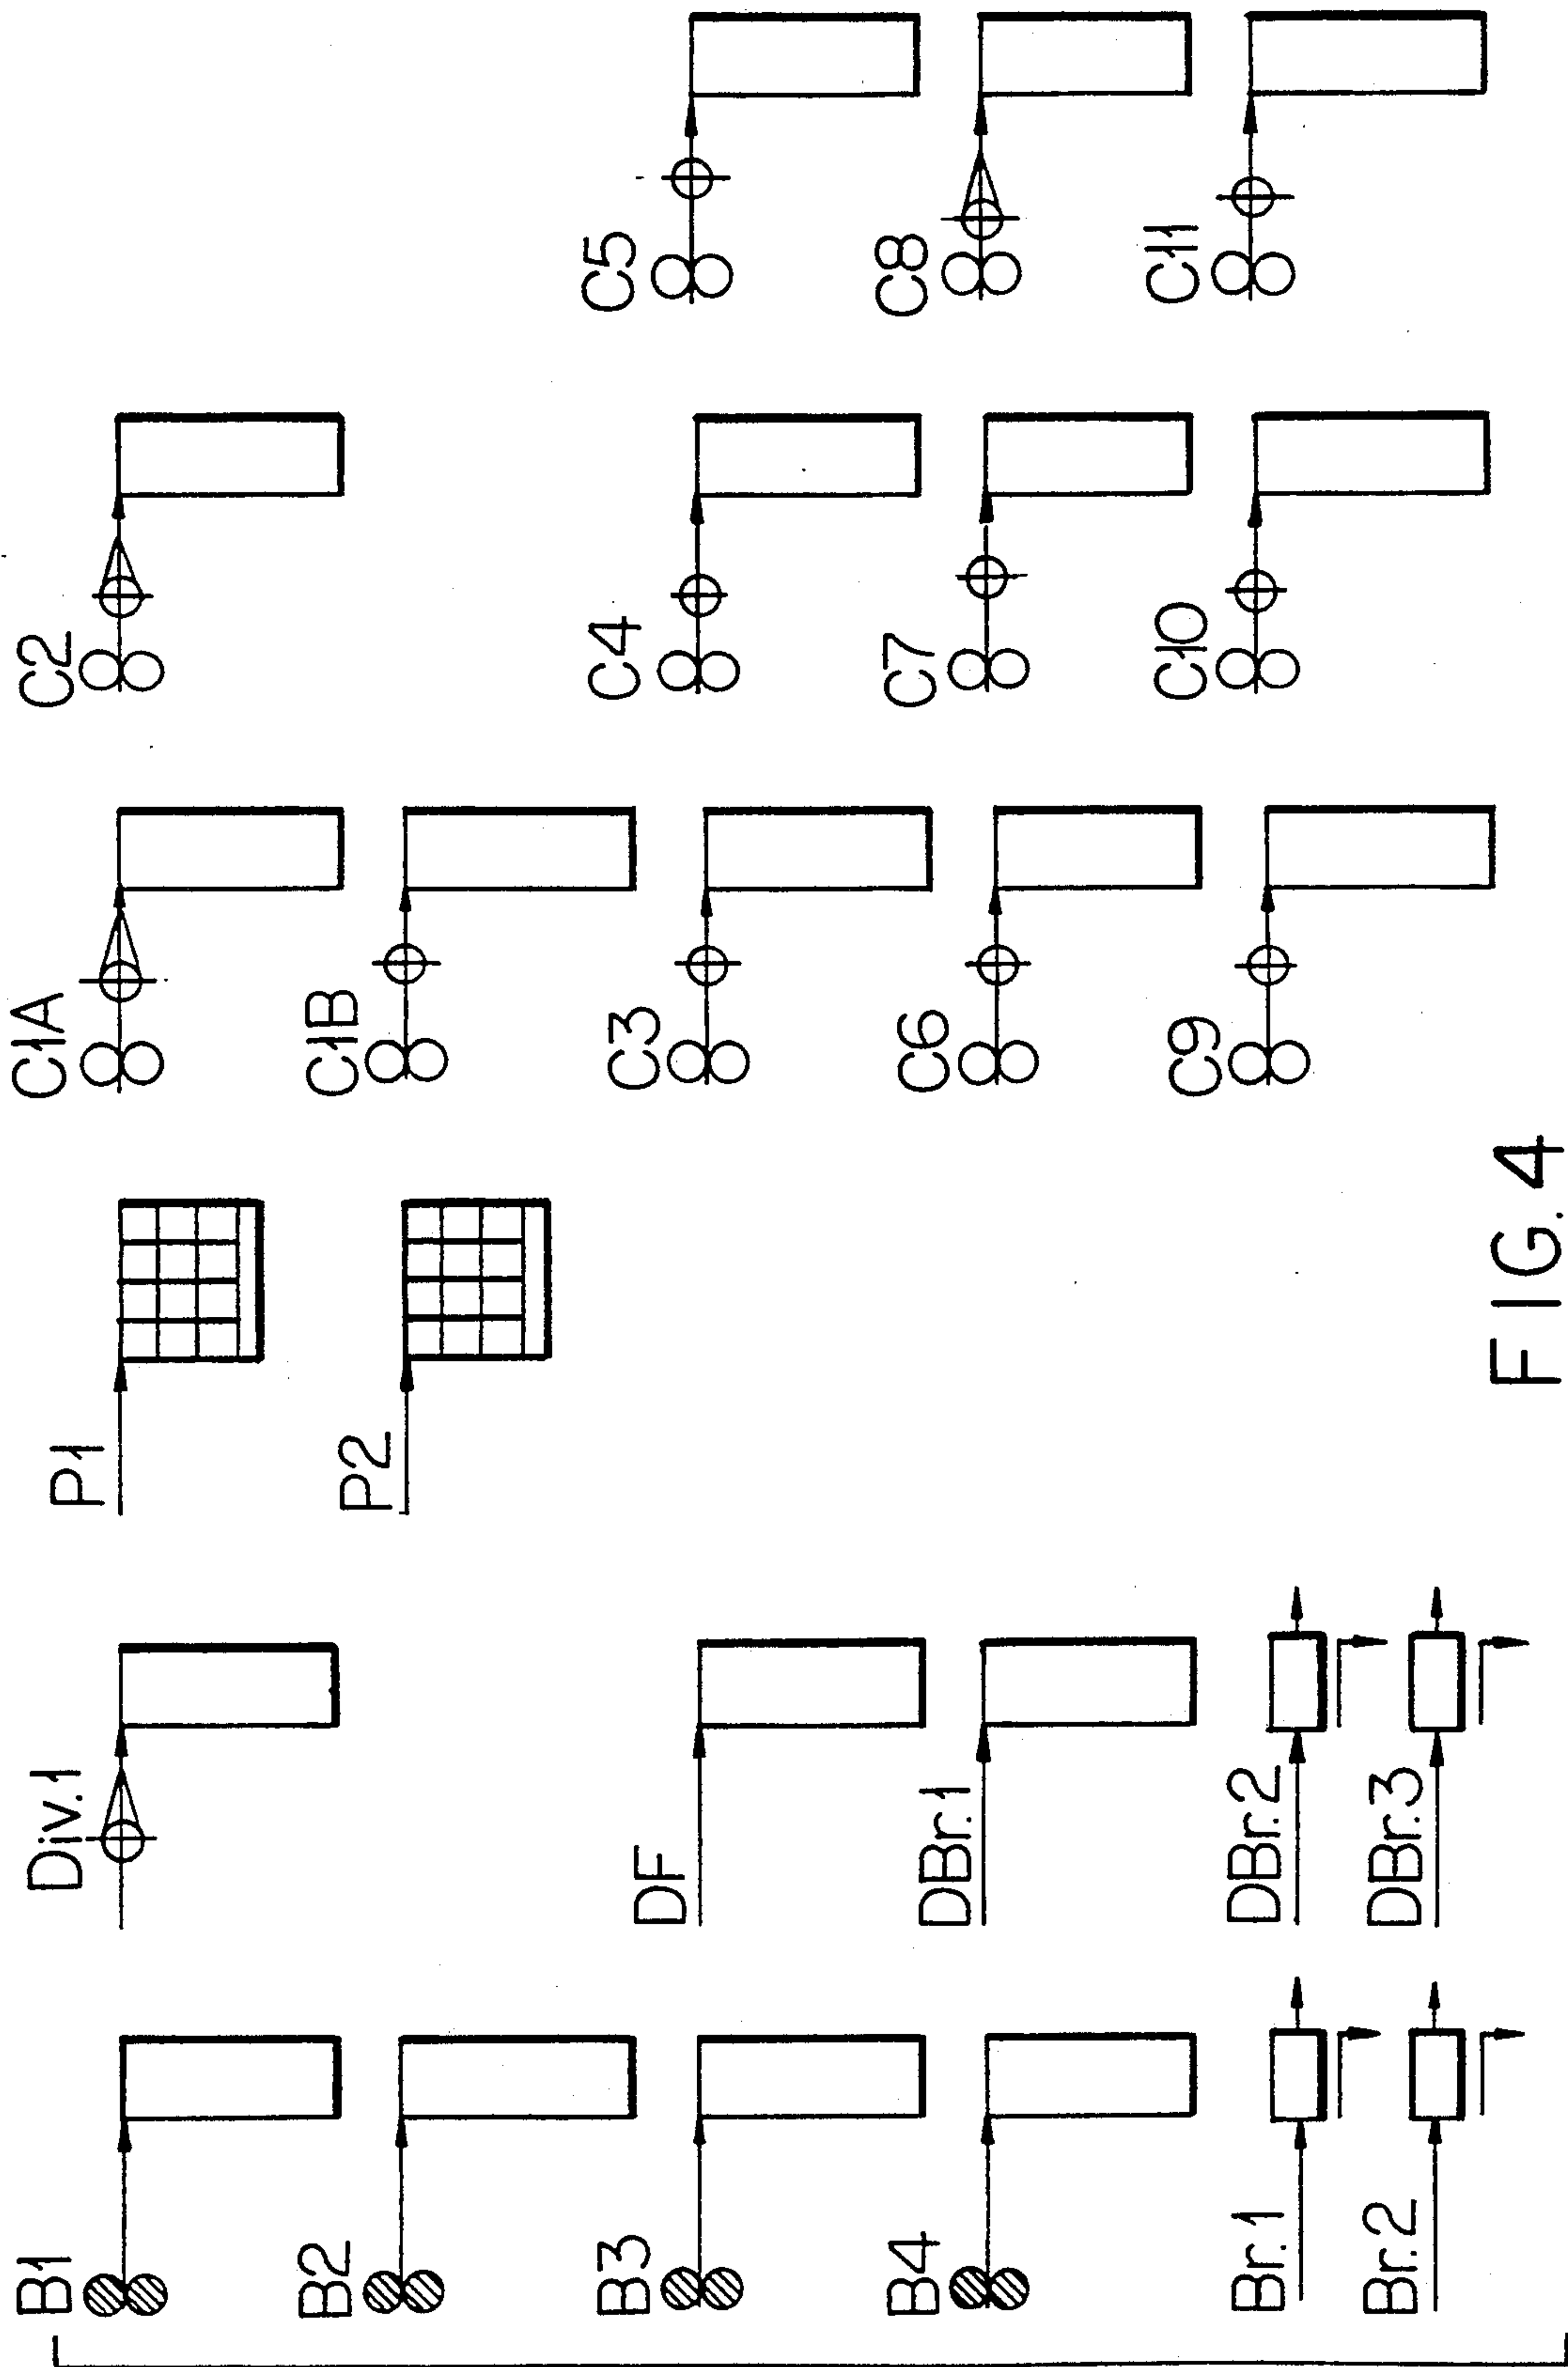 B1
Div.1
P1
C1A
C2
B2
P2
C1B
B3
DF
C3
C4
C5
B4
DBr.1
C6
C7
C8
Br.1
DBr.2
C9
C10
C11
Br.2
DBr.3
FIG.4